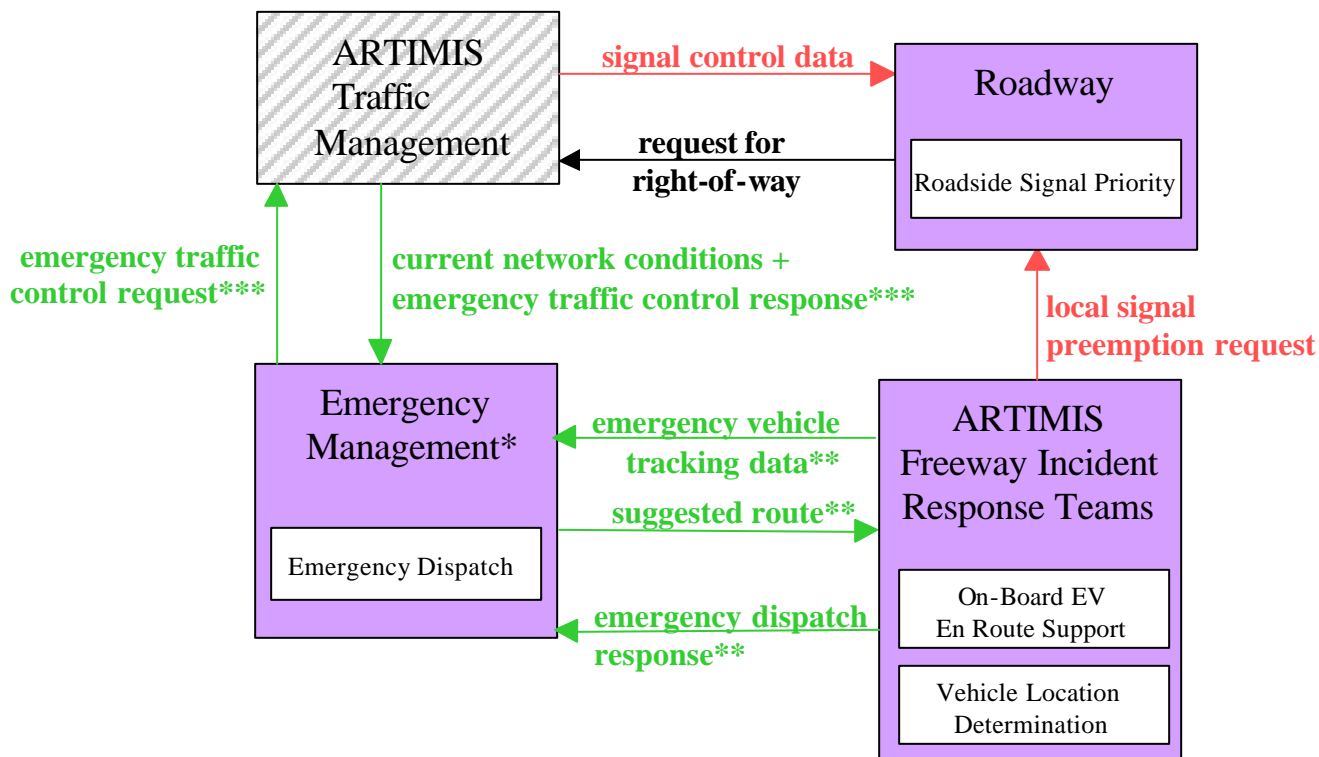 ARTIMIS
Traffic
Management
signal control data
Roadway
request for
right-of-way
Roadside Signal Priority
emergency traffic
control request***
current network conditions +
emergency traffic control response***
local signal
preemption request
Emergency
Management*
Emergency Dispatch
emergency vehicle
tracking data**
suggested route**
emergency dispatch
response**
ARTIMIS
Freeway Incident
Response Teams
On-Board EV
En Route Support
Vehicle Location
Determination